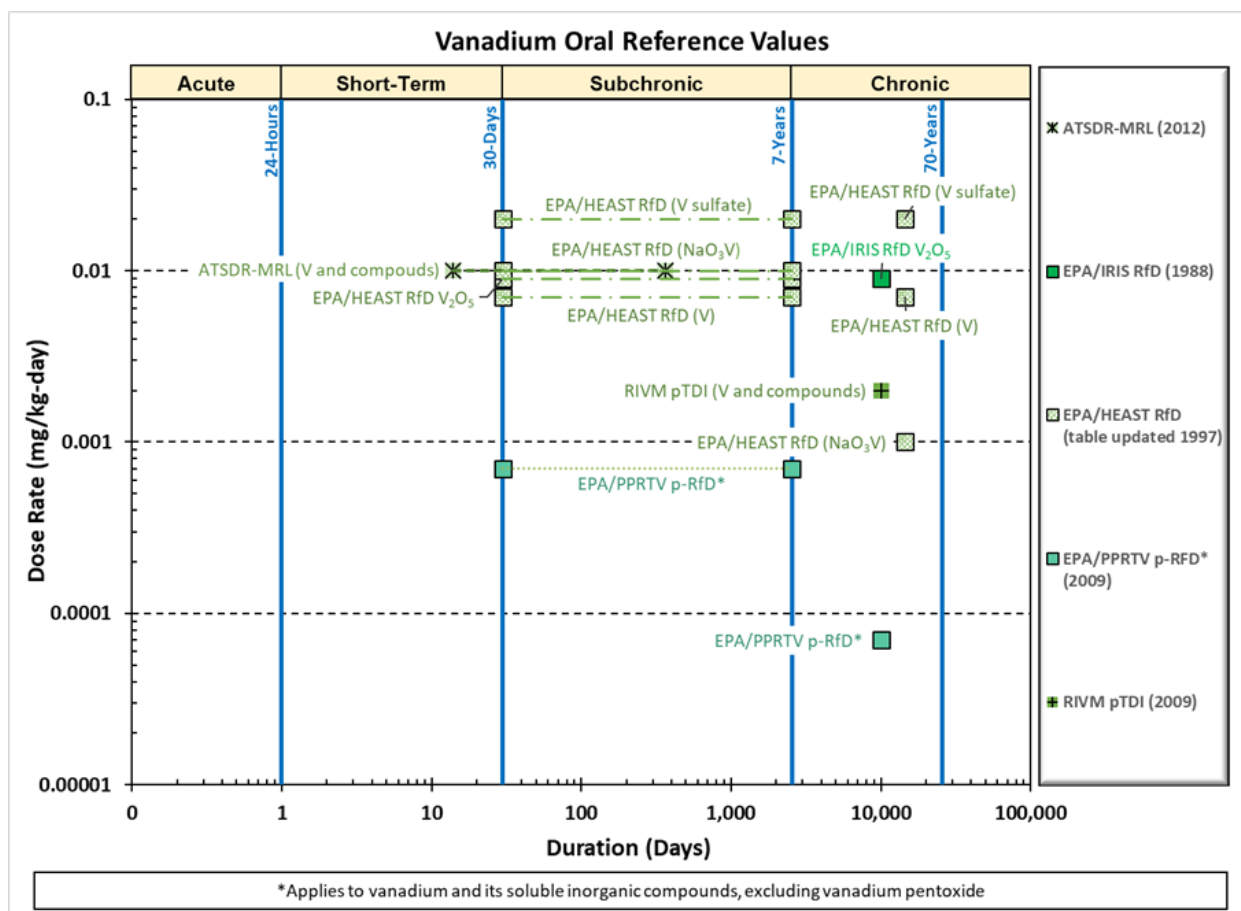 Vanadium Oral Reference Values
Acute
Short-Term
Subchronic
Chronic
24-Hours
30-Days
7-Years
70-Years
Dose Rate (mg/kg-day)
0.1
0.01
0.001
0.0001
0.00001
EPA/HEAST RfD (V sulfate)
EPA/HEAST RfD (V sulfate)
EPA/HEAST RfD (NaO₃V)
EPA/IRIS RfD V₂O₅
ATSDR-MRL (V and compouds)
EPA/HEAST RfD V₂O₅
EPA/HEAST RfD (V)
EPA/HEAST RfD (V)
RIVM pTDI (V and compounds)
EPA/HEAST RfD (NaO₃V)
EPA/PPRTV p-RfD*
EPA/PPRTV p-RfD*
0
1
10
100
1,000
10,000
100,000
Duration (Days)
ATSDR-MRL (2012)
EPA/IRIS RfD (1988)
EPA/HEAST RfD
(table updated 1997)
EPA/PPRTV p-RFD*
(2009)
RIVM pTDI (2009)
*Applies to vanadium and its soluble inorganic compounds, excluding vanadium pentoxide